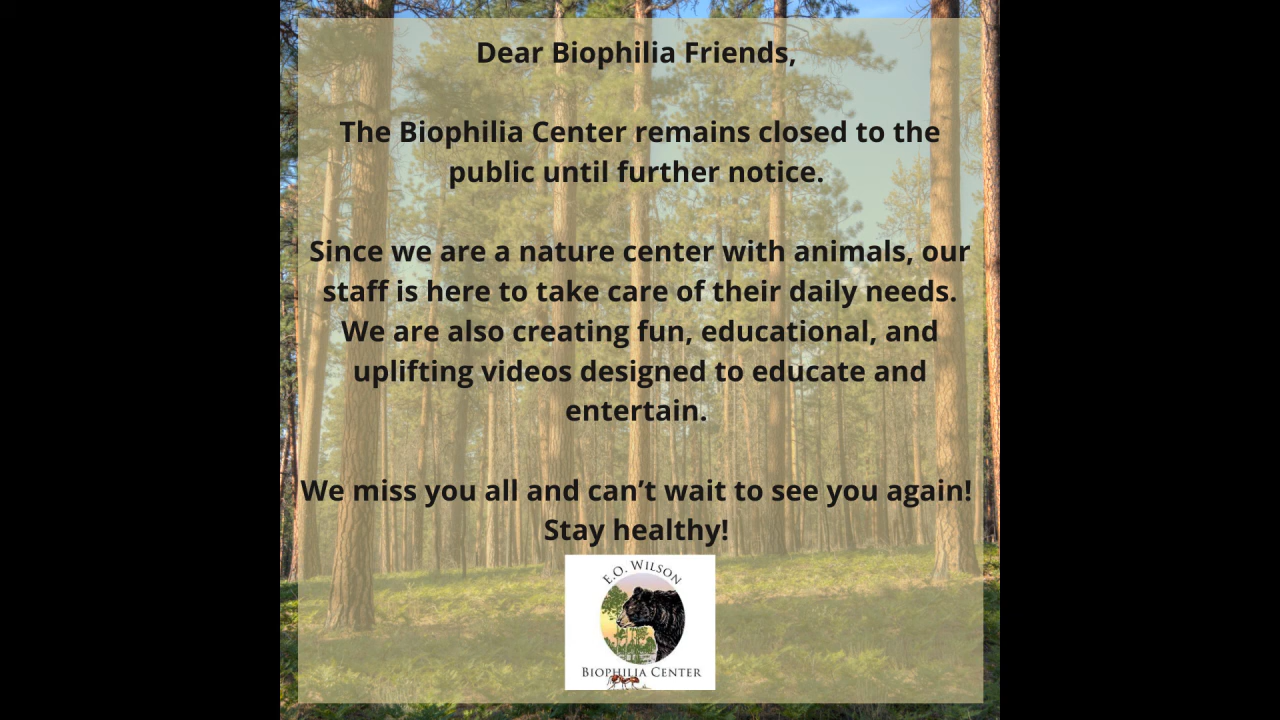 Dear Biophilia Friends,
The Biophilia Center remains closed to the
public until further notice.
Since we are a nature center with animals, our
staff is here to take care of their daily needs.
We are also creating fun, educational, and
uplifting videos designed to educate and
entertain.
We miss you all and can’t wait to see you again!
Stay healthy!
E.O. WILSON
BIOPHILIA CENTER